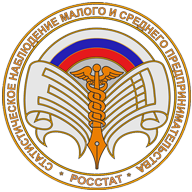 СТАТИСТИЧЕСКОЕ НАБЛЮДЕНИЕ МАЛОГО И СРЕДНЕГО ПРЕДПРИНИМАТЕЛЬСТВА
РОССТАТ